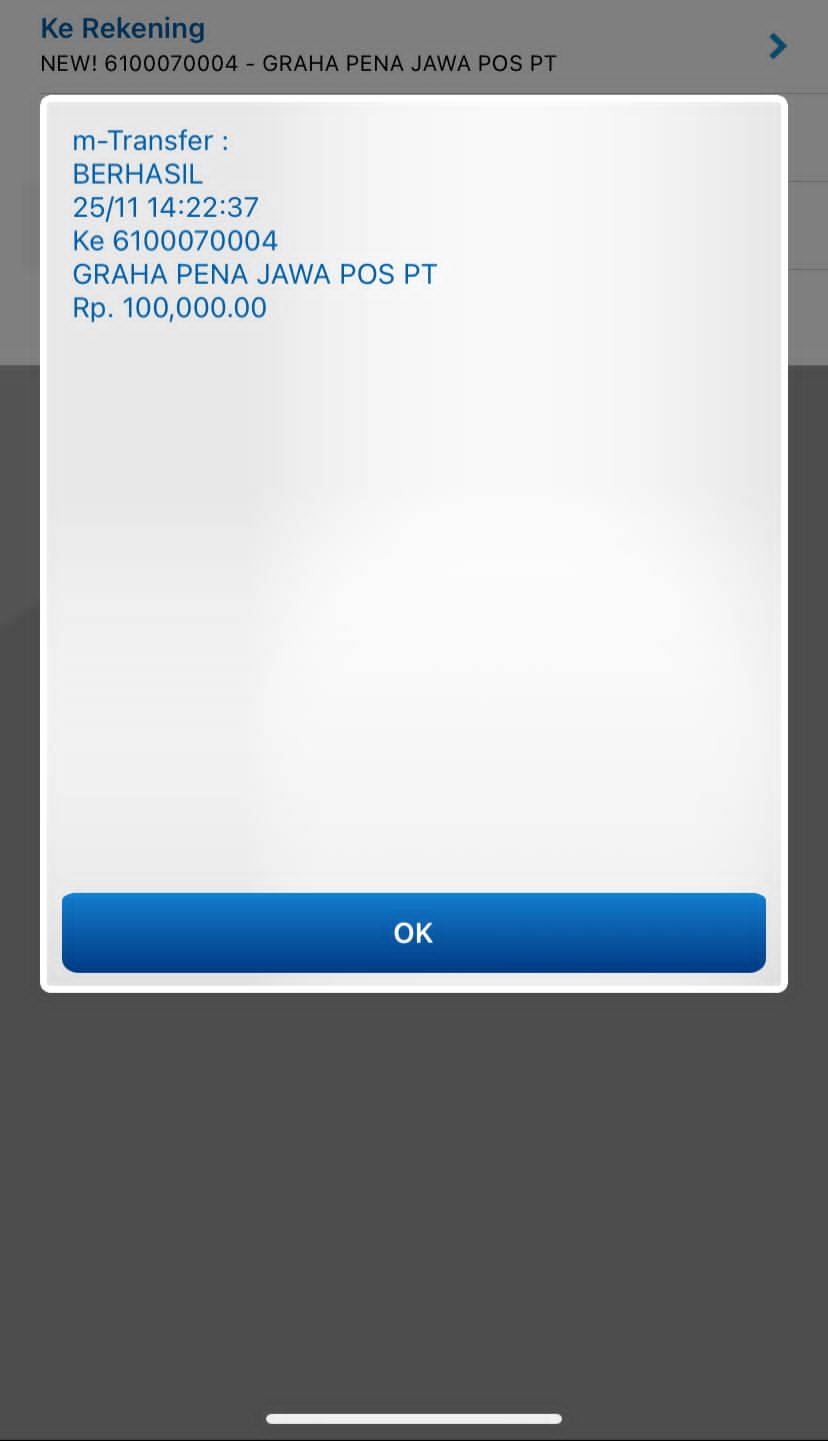 Ke Rekening
NEW! 6100070004 - GRAHA PENA JAWA POS PT
m-Transfer :
BERHASIL
25/11 14:22:37
Ke 6100070004
GRAHA PENA JAWA POS PT
Rp. 100,000.00
OK